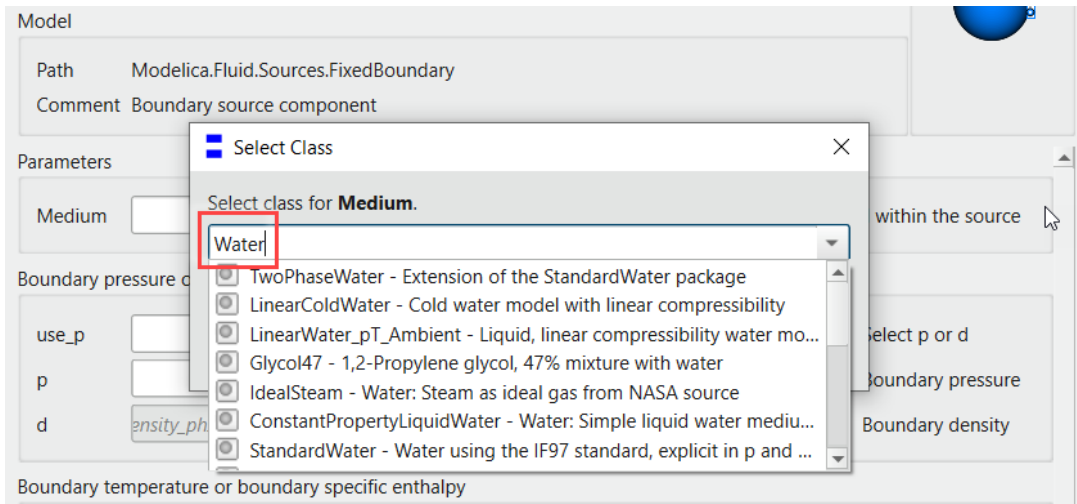 Model
Path Modelica.Fluid.Sources.FixedBoundary
Comment Boundary source component
Select Class
Parameters
Select class for Medium.
Medium within the source
Water
TwoPhaseWater - Extension of the StandardWater package
Boundary pressure
LinearColdWater - Cold water model with linear compressibility
use_p LinearWater_pT_Ambient - Liquid, linear compressibility water mo... Select p or d
Glycol47 - 1,2-Propylene glycol, 47% mixture with water
p IdealSteam - Water: Steam as ideal gas from NASA source Boundary pressure
ConstantPropertyLiquidWater - Water: Simple liquid water mediu...
d ensity_ph Boundary density
StandardWater - Water using the IF97 standard, explicit in p and ...
Boundary temperature or boundary specific enthalpy